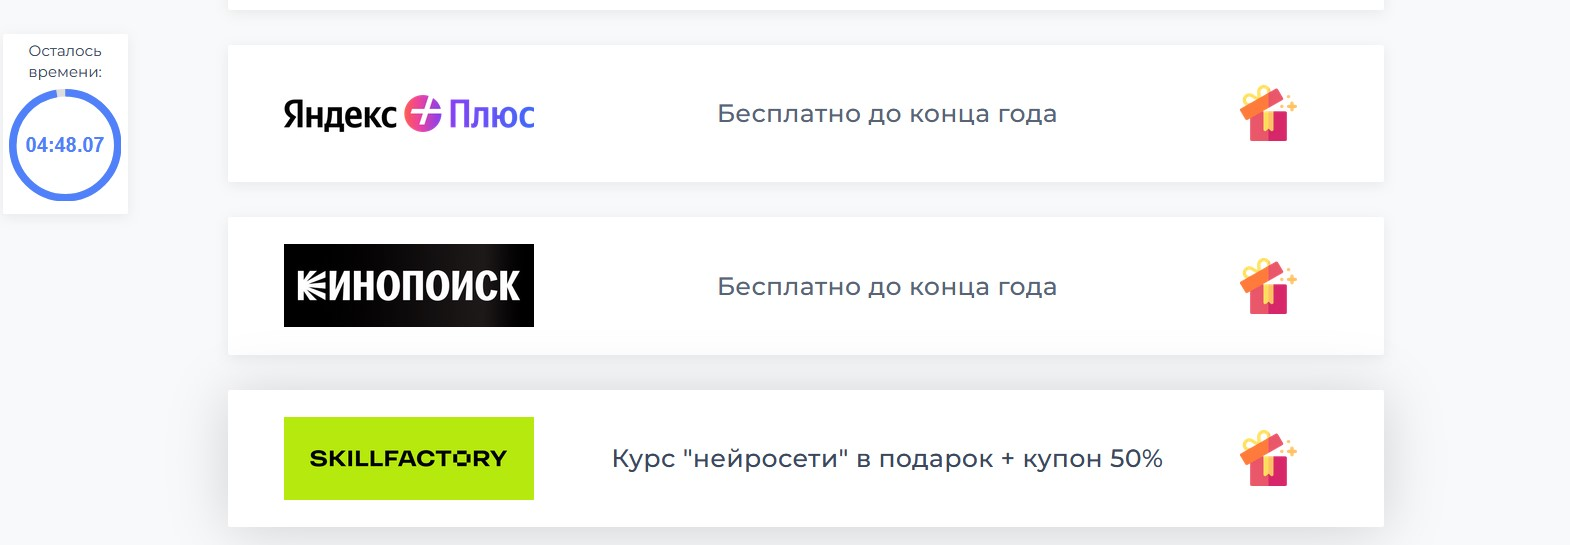 Осталось
времени:
04:48.07
Яндекс Плюс
Бесплатно до конца года
КИНОПОИСК
Бесплатно до конца года
SKILLFACTORY
Курс "нейросети" в подарок + купон 50%